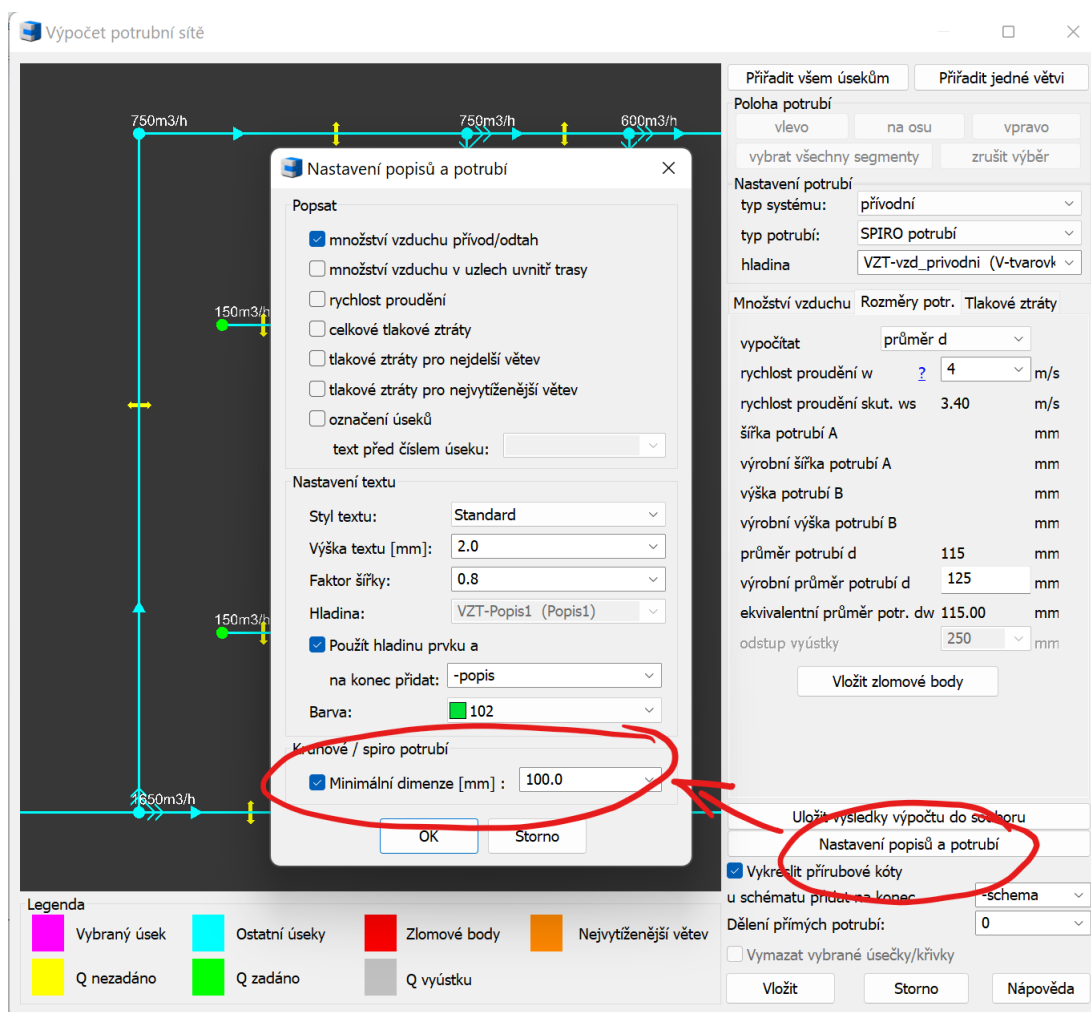 Výpočet potrubní sítě
750m3/h
750m3/h
600m3/h
150m3/h
150m3/h
1650m3/h
Nastavení popisů a potrubí
Popsat
množství vzduchu přívod/odtah
množství vzduchu v uzlech uvnitř trasy
rychlost proudění
celkové tlakové ztráty
tlakové ztráty pro nejdelší větev
tlakové ztráty pro nejvytíženější větev
označení úseků
text před číslem úseku:
Nastavení textu
Styl textu: Standard
Výška textu [mm]: 2.0
Faktor šířky: 0.8
Hladina: VZT-Popis1 (Popis1)
Použít hladinu prvku a
na konec přidat: -popis
Barva: 102
Kruhové / spiro potrubí
Minimální dimenze [mm] : 100.0
OK Storno
Přiřadit všem úsekům Přiřadit jedné větvi
Poloha potrubí
vlevo na osu vpravo
vybrat všechny segmenty zrušit výběr
Nastavení potrubí
typ systému: přívodní
typ potrubí: SPIRO potrubí
hladina VZT-vzd_privodni (V-tvarovk
Množství vzduchu Rozměry potr. Tlakové ztráty
vypočítat průměr d
rychlost proudění w ? 4 m/s
rychlost proudění skut. ws 3.40 m/s
šířka potrubí A mm
výrobní šířka potrubí A mm
výška potrubí B mm
výrobní výška potrubí B mm
průměr potrubí d 115 mm
výrobní průměr potrubí d 125 mm
ekvivalentní průměr potr. dw 115.00 mm
odstup vyústky 250 mm
Vložit zlomové body
Uložit výsledky výpočtu do souboru
Nastavení popisů a potrubí
Vykreslit přírubové kóty
u schématu přidat na konec -schema
Dělení přímých potrubí: 0
Vymazat vybrané úsečky/křivky
Vložit Storno Nápověda
Legenda
Vybraný úsek Ostatní úseky Zlomové body Nejvytíženější větev
Q nezadáno Q zadáno Q vyústku